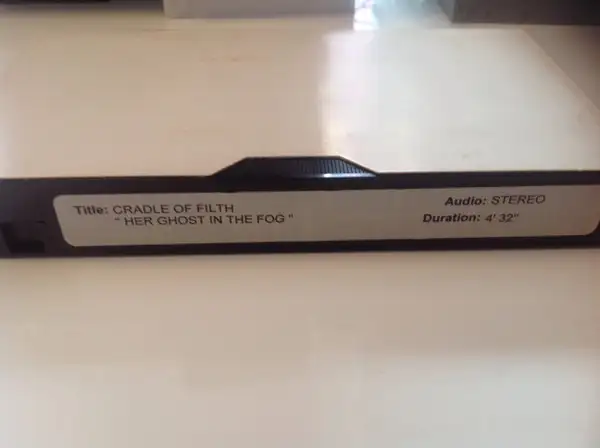 Title: CRADLE OF FILTH
" HER GHOST IN THE FOG "
Audio: STEREO
Duration: 4' 32"